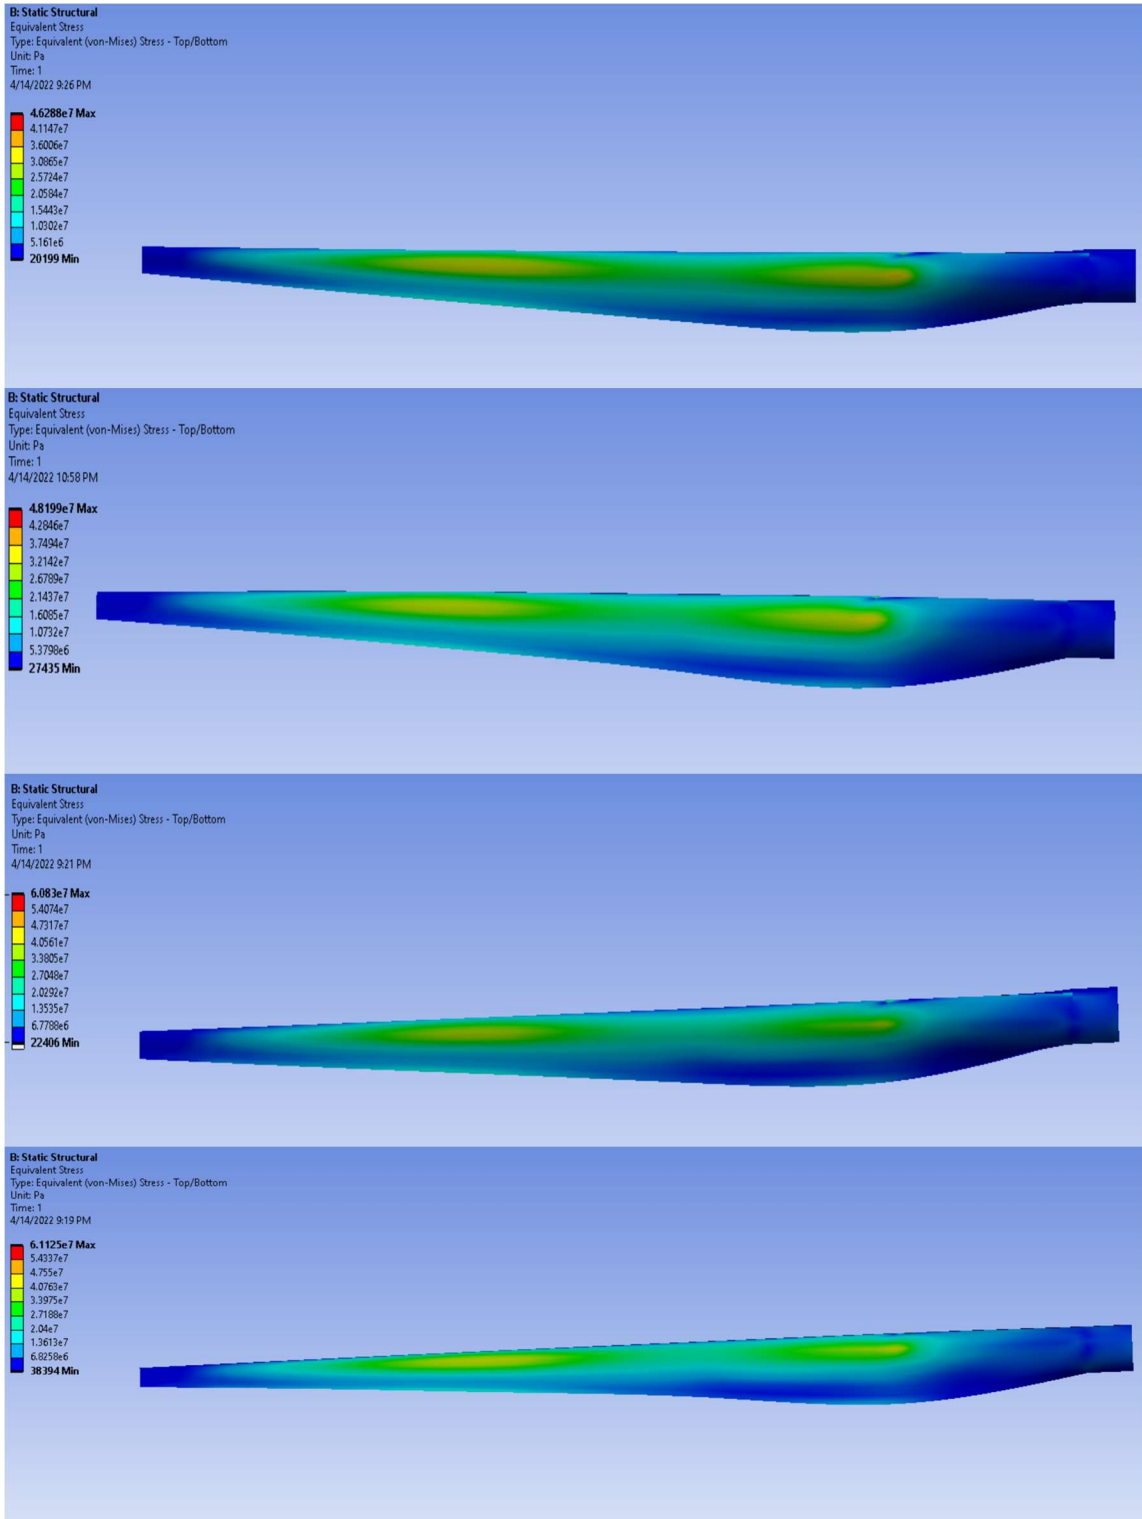 B: Static Structural
Equivalent Stress
Type: Equivalent (von-Mises) Stress - Top/Bottom
Unit: Pa
Time: 1
4/14/2022 9:26 PM
4.6288e7 Max
4.1147e7
3.6006e7
3.0865e7
2.5724e7
2.0584e7
1.5443e7
1.0302e7
5.161e6
20199 Min
B: Static Structural
Equivalent Stress
Type: Equivalent (von-Mises) Stress - Top/Bottom
Unit: Pa
Time: 1
4/14/2022 10:58 PM
4.8199e7 Max
4.2846e7
3.7494e7
3.2142e7
2.6789e7
2.1437e7
1.6085e7
1.0732e7
5.3798e6
27435 Min
B: Static Structural
Equivalent Stress
Type: Equivalent (von-Mises) Stress - Top/Bottom
Unit: Pa
Time: 1
4/14/2022 9:21 PM
6.083e7 Max
5.4074e7
4.7317e7
4.0561e7
3.3805e7
2.7048e7
2.0292e7
1.3535e7
6.7788e6
22406 Min
B: Static Structural
Equivalent Stress
Type: Equivalent (von-Mises) Stress - Top/Bottom
Unit: Pa
Time: 1
4/14/2022 9:19 PM
6.1125e7 Max
5.4337e7
4.755e7
4.0763e7
3.3975e7
2.7188e7
2.04e7
1.3613e7
6.8258e6
38394 Min